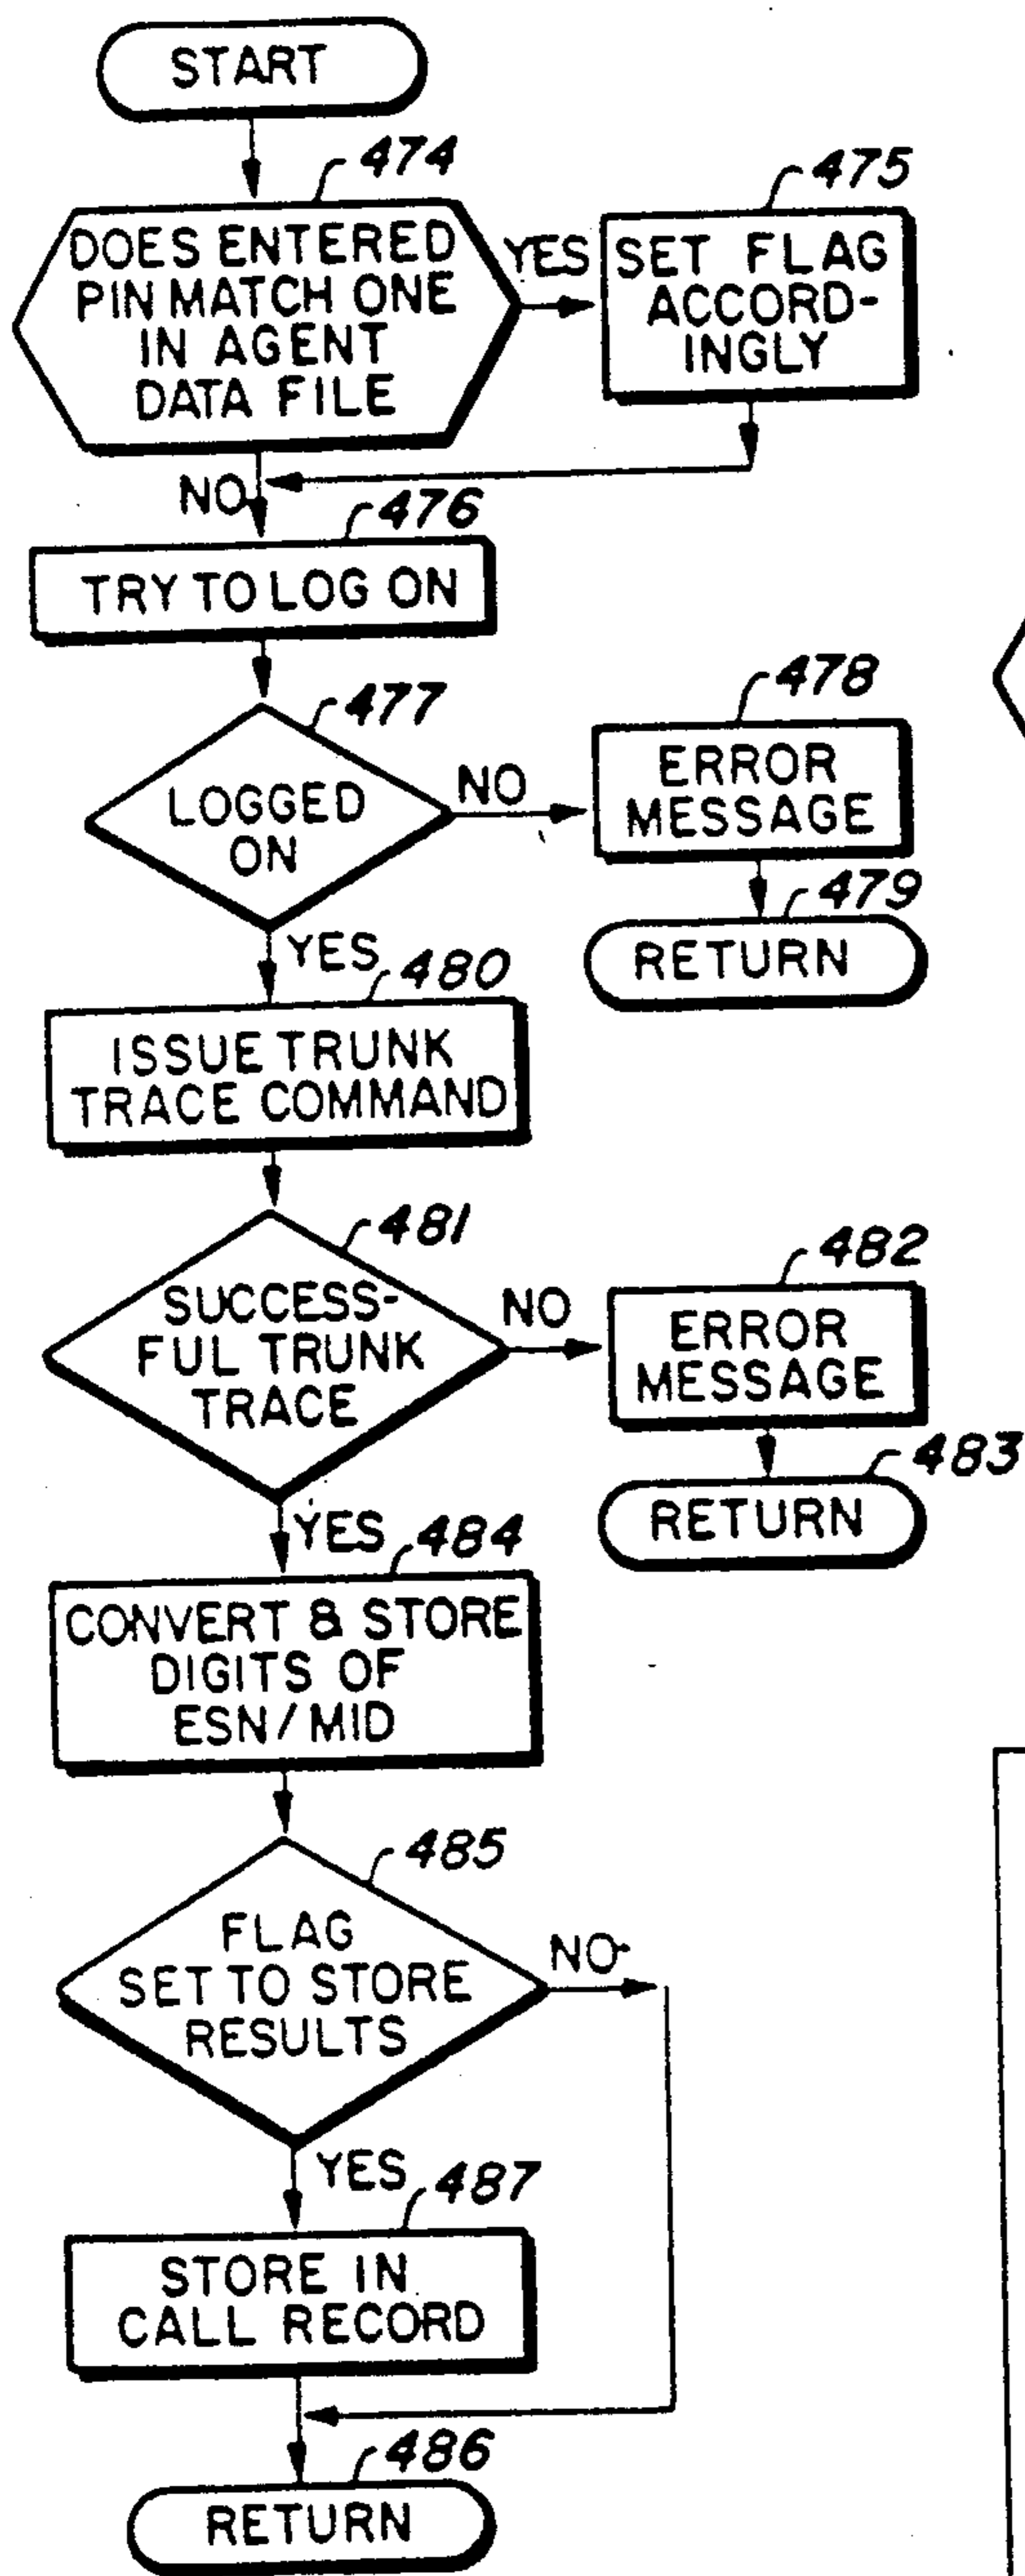 START
474
DOES ENTERED
PIN MATCH ONE
IN AGENT
DATA FILE
YES
475
SET FLAG
ACCORD-
INGLY
NO
476
TRY TO LOG ON
477
LOGGED
ON
NO
478
ERROR
MESSAGE
479
RETURN
YES
480
ISSUE TRUNK
TRACE COMMAND
481
SUCCESS-
FUL TRUNK
TRACE
NO
482
ERROR
MESSAGE
483
RETURN
YES
484
CONVERT & STORE
DIGITS OF
ESN/MID
485
FLAG
SET TO STORE
RESULTS
NO
YES
487
STORE IN
CALL RECORD
486
RETURN